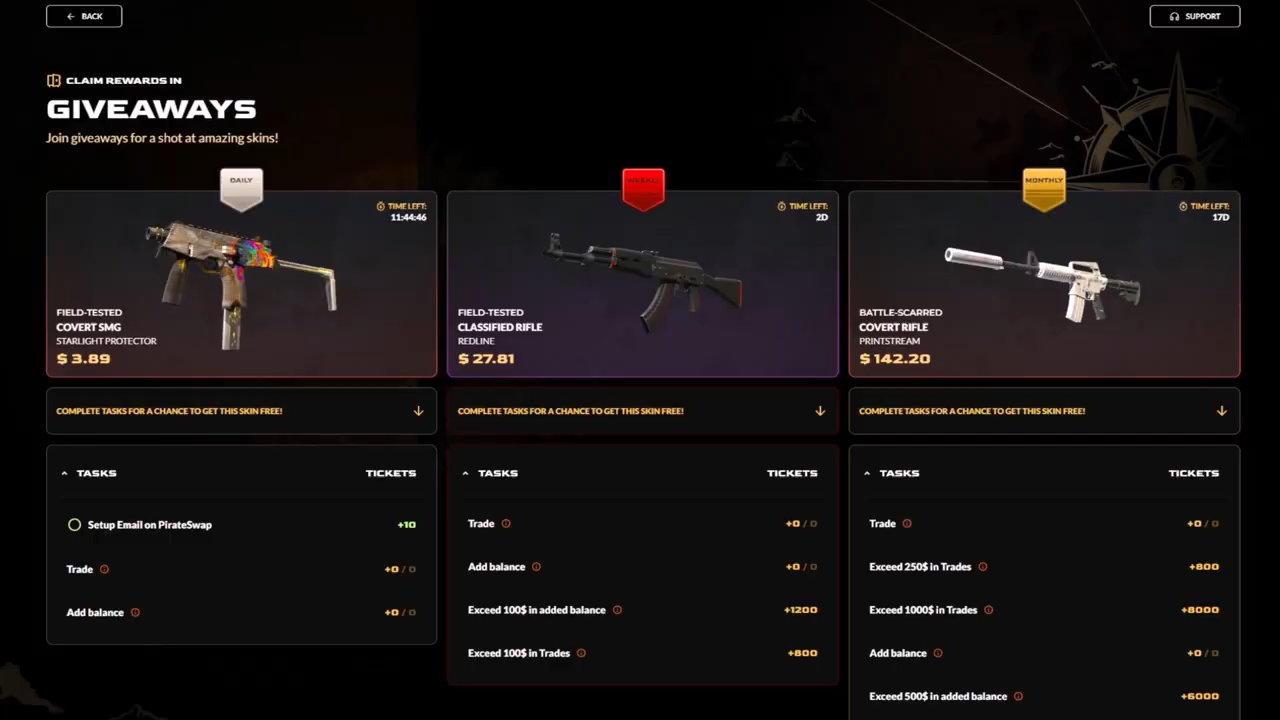 BACK
SUPPORT
CLAIM REWARDS IN
GIVEAWAYS
Join giveaways for a shot at amazing skins!
DAILY
TIME LEFT:
11:44:46
FIELD-TESTED
COVERT SMG
STARLIGHT PROTECTOR
$ 3.89
WEEKLY
TIME LEFT:
2D
FIELD-TESTED
CLASSIFIED RIFLE
REDLINE
$ 27.81
MONTHLY
TIME LEFT:
17D
BATTLE-SCARRED
COVERT RIFLE
PRINTSTREAM
$ 142.20
COMPLETE TASKS FOR A CHANCE TO GET THIS SKIN FREE!
COMPLETE TASKS FOR A CHANCE TO GET THIS SKIN FREE!
COMPLETE TASKS FOR A CHANCE TO GET THIS SKIN FREE!
TASKS TICKETS
Setup Email on PirateSwap +10
Trade +0 / 0
Add balance +0 / 0
TASKS TICKETS
Trade +0 / 0
Add balance +0 / 0
Exceed 100$ in added balance +1200
Exceed 100$ in Trades +800
TASKS TICKETS
Trade +0 / 0
Exceed 250$ in Trades +800
Exceed 1000$ in Trades +8000
Add balance +0 / 0
Exceed 500$ in added balance +6000